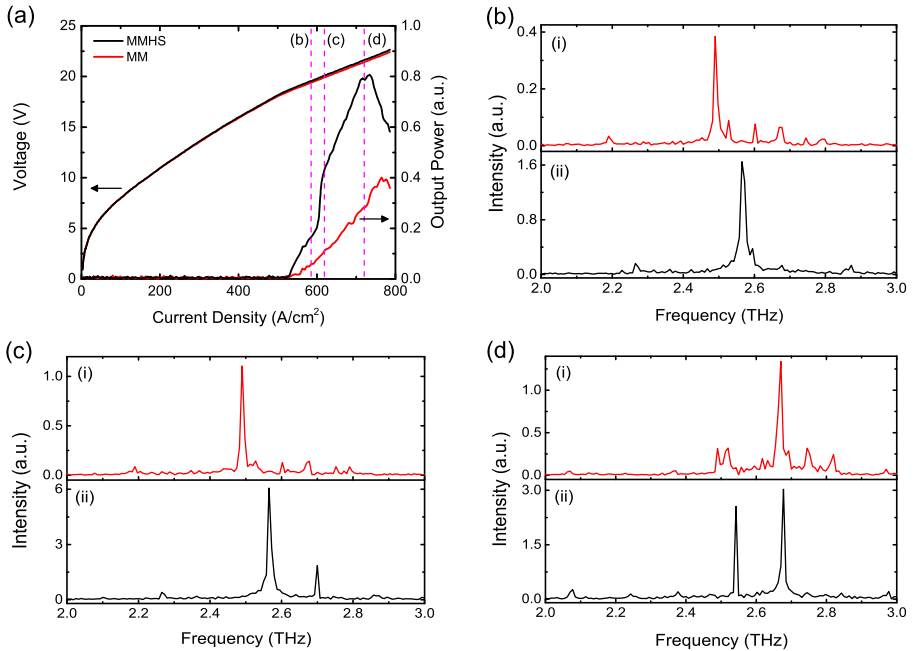 (a)
25
20
15
10
5
0
1.0
0.8
0.6
0.4
0.2
0.0
0
200
400
600
800
Voltage (V)
Output Power (a.u.)
Current Density (A/cm²)
MMHS
MM
(b)
(c)
(d)
(b)
(i)
0.4
0.2
0.0
(ii)
1.6
0.8
0.0
Intensity (a.u.)
2.0 2.2 2.4 2.6 2.8 3.0
Frequency (THz)
(c)
(i)
1.0
0.5
0.0
(ii)
6
3
0
Intensity (a.u.)
2.0 2.2 2.4 2.6 2.8 3.0
Frequency (THz)
(d)
(i)
1.0
0.5
0.0
(ii)
3.0
1.5
0.0
Intensity (a.u.)
2.0 2.2 2.4 2.6 2.8 3.0
Frequency (THz)